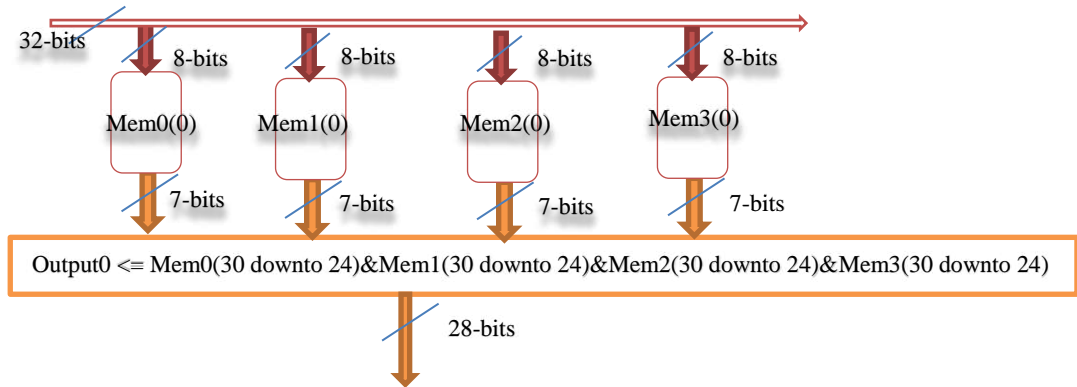 32-bits
8-bits
8-bits
8-bits
8-bits
Mem0(0)
Mem1(0)
Mem2(0)
Mem3(0)
7-bits
7-bits
7-bits
7-bits
Output0 <= Mem0(30 downto 24)&Mem1(30 downto 24)&Mem2(30 downto 24)&Mem3(30 downto 24)
28-bits